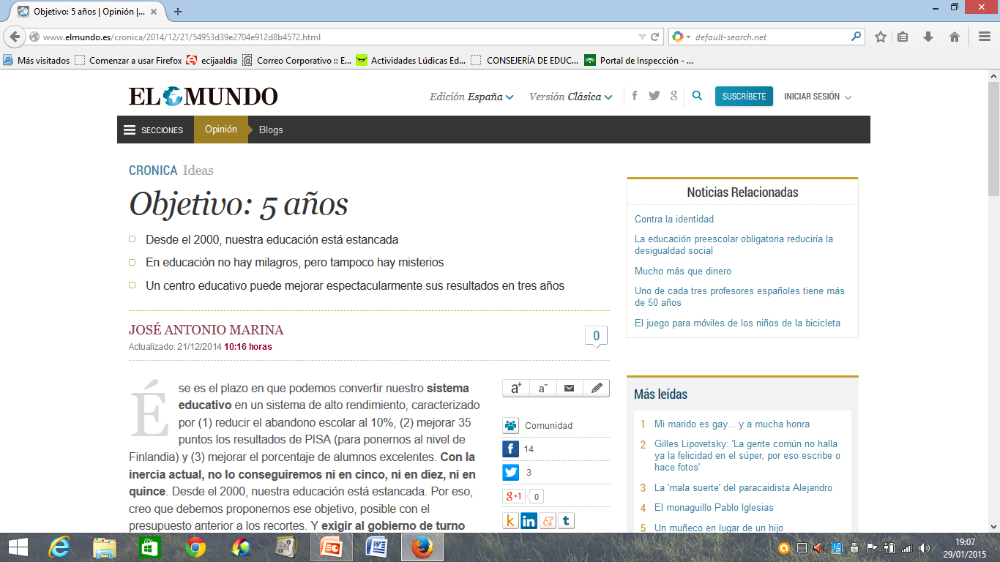 Objetivo: 5 años | Opinión |...
www.elmundo.es/cronica/2014/12/21/54953d39e2704e912d8b4572.html
default-search.net
Más visitados
Comenzar a usar Firefox
ecijaaldia
Correo Corporativo :: E...
Actividades Lúdicas Ed...
CONSEJERÍA DE EDUC...
Portal de Inspección - ...
EL MUNDO
Edición España
Versión Clásica
SUSCRÍBETE
INICIAR SESIÓN
SECCIONES
Opinión
Blogs
CRONICA Ideas
Objetivo: 5 años
Desde el 2000, nuestra educación está estancada
En educación no hay milagros, pero tampoco hay misterios
Un centro educativo puede mejorar espectacularmente sus resultados en tres años
JOSÉ ANTONIO MARINA
Actualizado: 21/12/2014 10:16 horas
0
Ése es el plazo en que podemos convertir nuestro sistema
educativo en un sistema de alto rendimiento, caracterizado
por (1) reducir el abandono escolar al 10%, (2) mejorar 35
puntos los resultados de PISA (para ponernos al nivel de
Finlandia) y (3) mejorar el porcentaje de alumnos excelentes. Con la
inercia actual, no lo conseguiremos ni en cinco, ni en diez, ni en
quince. Desde el 2000, nuestra educación está estancada. Por eso,
creo que debemos proponernos ese objetivo, posible con el
presupuesto anterior a los recortes. Y exigir al gobierno de turno
a+ a-
Comunidad
14
3
g+1 0
Noticias Relacionadas
Contra la identidad
La educación preescolar obligatoria reduciría la
desigualdad social
Mucho más que dinero
Uno de cada tres profesores españoles tiene más
de 50 años
El juego para móviles de los niños de la bicicleta
Más leídas
1 Mi marido es gay... y a mucha honra
2 Gilles Lipovetsky: 'La gente común no halla
ya la felicidad en el súper, por eso escribe o
hace fotos'
3 La 'mala suerte' del paracaidista Alejandro
4 El monaguillo Pablo Iglesias
5 Un muñeco en lugar de un hijo
19:07
29/01/2015